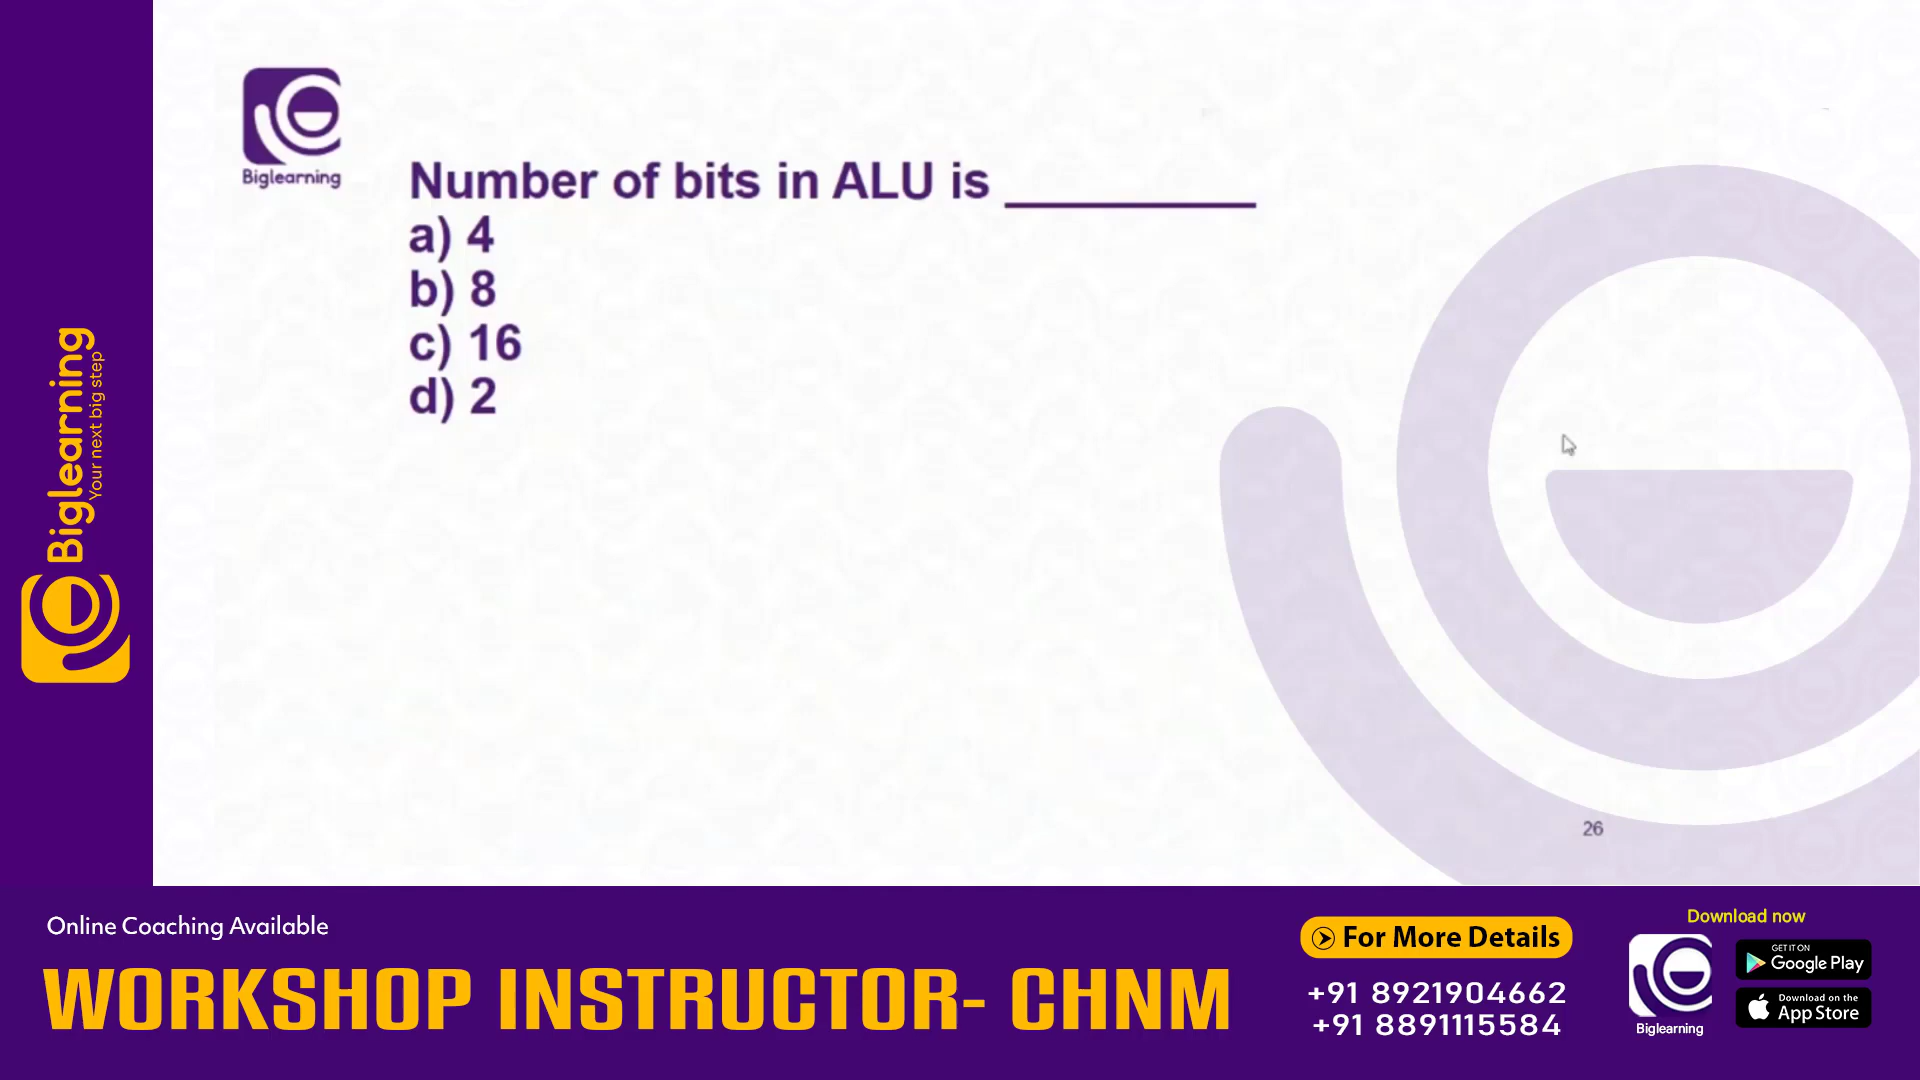 Biglearning
Number of bits in ALU is __________
a) 4
b) 8
c) 16
d) 2
26
Biglearning
Your next big step
Online Coaching Available
WORKSHOP INSTRUCTOR- CHNM
For More Details
+91 8921904662
+91 8891115584
Download now
Biglearning
GET IT ON
Google Play
Download on the
App Store